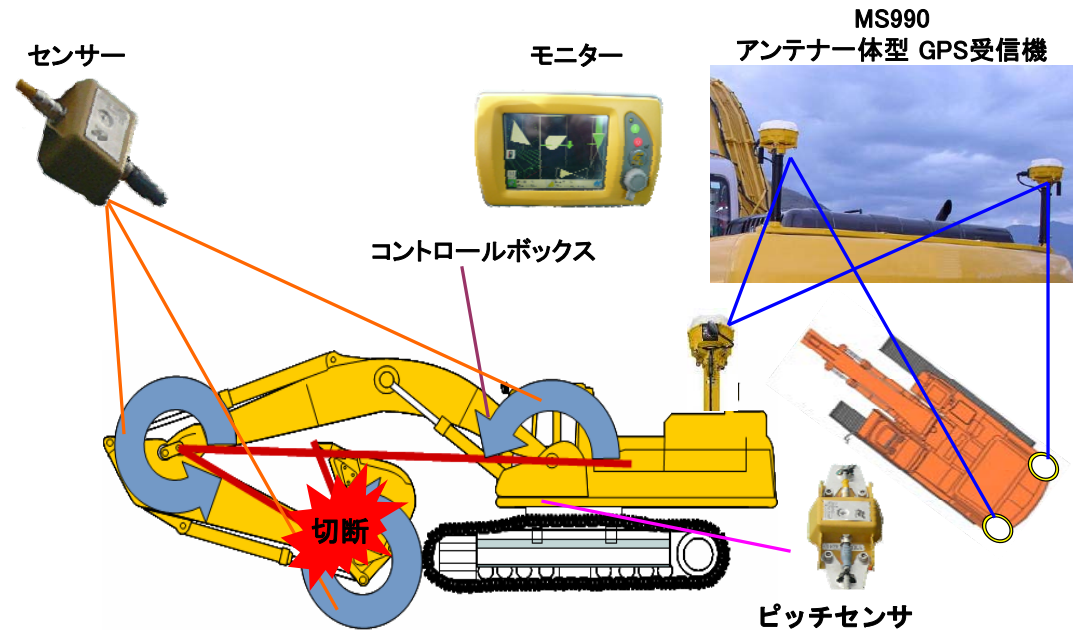 MS990
アンテナー体型 GPS受信機
センサー
モニター
コントロールボックス
切断
ピッチセンサ